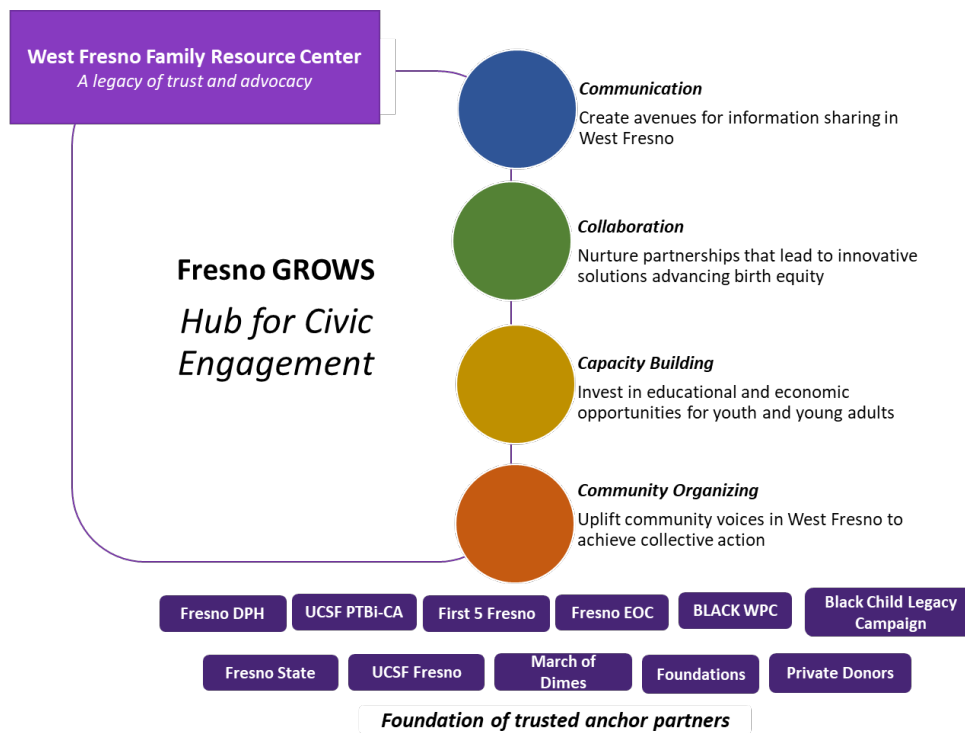 West Fresno Family Resource Center
A legacy of trust and advocacy
Communication
Create avenues for information sharing in
West Fresno
Collaboration
Nurture partnerships that lead to innovative
solutions advancing birth equity
Fresno GROWS
Hub for Civic
Engagement
Capacity Building
Invest in educational and economic
opportunities for youth and young adults
Community Organizing
Uplift community voices in West Fresno to
achieve collective action
Fresno DPH
UCSF PTBi-CA
First 5 Fresno
Fresno EOC
BLACK WPC
Black Child Legacy
Campaign
Fresno State
UCSF Fresno
March of
Dimes
Foundations
Private Donors
Foundation of trusted anchor partners